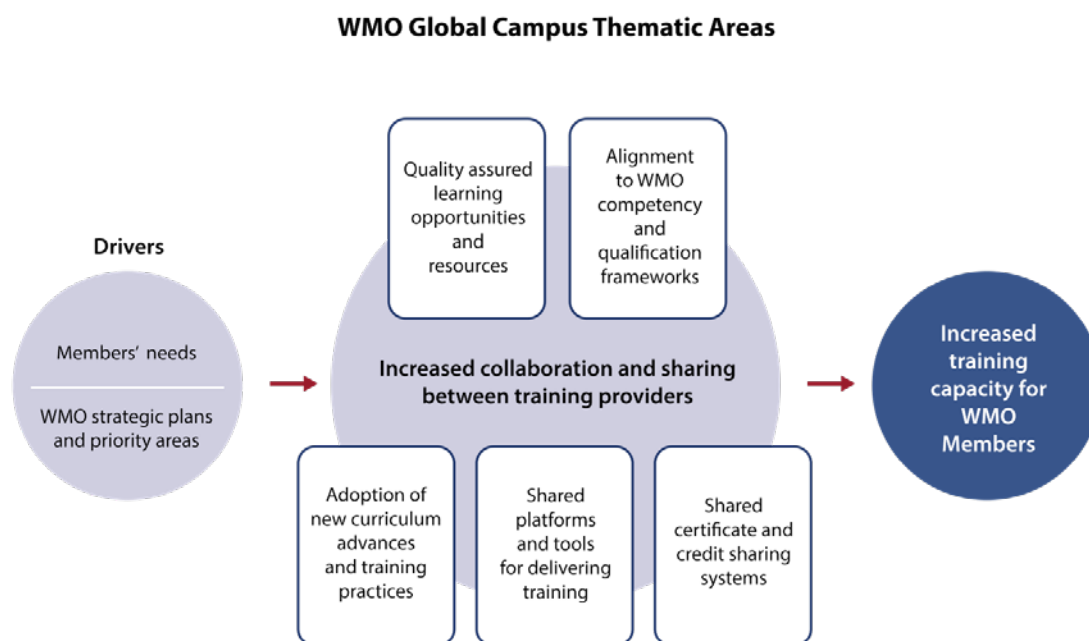 WMO Global Campus Thematic Areas
Drivers
Members' needs
WMO strategic plans
and priority areas
Quality assured
learning
opportunities
and
resources
Alignment
to WMO
competency
and
qualification
frameworks
Increased collaboration and sharing
between training providers
Adoption of
new curriculum
advances
and training
practices
Shared
platforms
and tools
for delivering
training
Shared
certificate and
credit sharing
systems
Increased
training
capacity for
WMO
Members